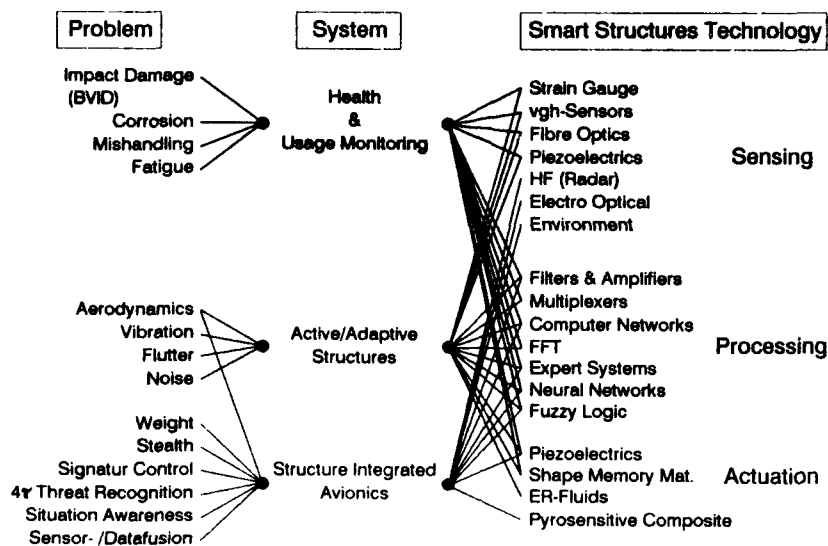 Problem
System
Smart Structures Technology
Impact Damage
(BVID)
Corrosion
Mishandling
Fatigue
Health
&
Usage Monitoring
Strain Gauge
vgh-Sensors
Fibre Optics
Piezoelectrics
HF (Radar)
Electro Optical
Environment
Sensing
Aerodynamics
Vibration
Flutter
Noise
Active/Adaptive
Structures
Filters & Amplifiers
Multiplexers
Computer Networks
FFT
Expert Systems
Neural Networks
Fuzzy Logic
Processing
Weight
Stealth
Signatur Control
4π Threat Recognition
Situation Awareness
Sensor- /Datafusion
Structure Integrated
Avionics
Piezoelectrics
Shape Memory Mat.
ER-Fluids
Pyrosensitive Composite
Actuation